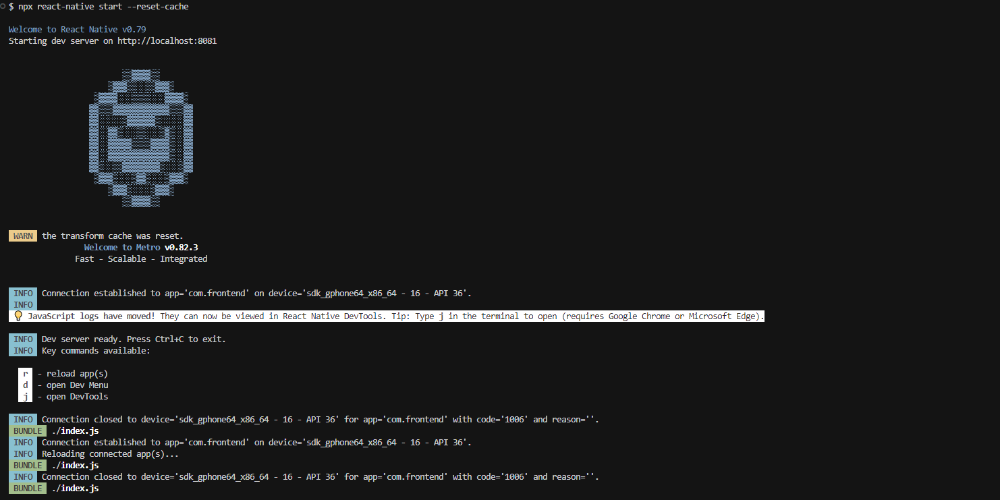 $ npx react-native start --reset-cache
Welcome to React Native v0.79
Starting dev server on http://localhost:8081
WARN the transform cache was reset.
Welcome to Metro v0.82.3
Fast - Scalable - Integrated
INFO Connection established to app='com.frontend' on device='sdk_gphone64_x86_64 - 16 - API 36'.
INFO
💡 JavaScript logs have moved! They can now be viewed in React Native DevTools. Tip: Type j in the terminal to open (requires Google Chrome or Microsoft Edge).
INFO Dev server ready. Press Ctrl+C to exit.
INFO Key commands available:
r - reload app(s)
d - open Dev Menu
j - open DevTools
INFO Connection closed to device='sdk_gphone64_x86_64 - 16 - API 36' for app='com.frontend' with code='1006' and reason=''.
BUNDLE ./index.js
INFO Connection established to app='com.frontend' on device='sdk_gphone64_x86_64 - 16 - API 36'.
INFO Reloading connected app(s)...
BUNDLE ./index.js
INFO Connection closed to device='sdk_gphone64_x86_64 - 16 - API 36' for app='com.frontend' with code='1006' and reason=''.
BUNDLE ./index.js